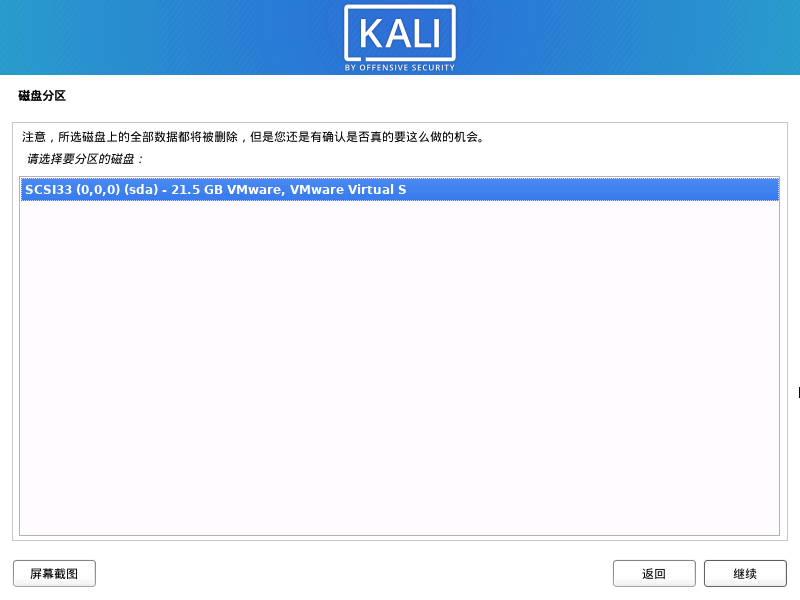 KALI
BY OFFENSIVE SECURITY
磁盘分区
注意，所选磁盘上的全部数据都将被删除，但是您还是有确认是否真的要这么做的机会。
请选择要分区的磁盘：
SCSI33 (0,0,0) (sda) - 21.5 GB VMware, VMware Virtual S
屏幕截图
返回
继续